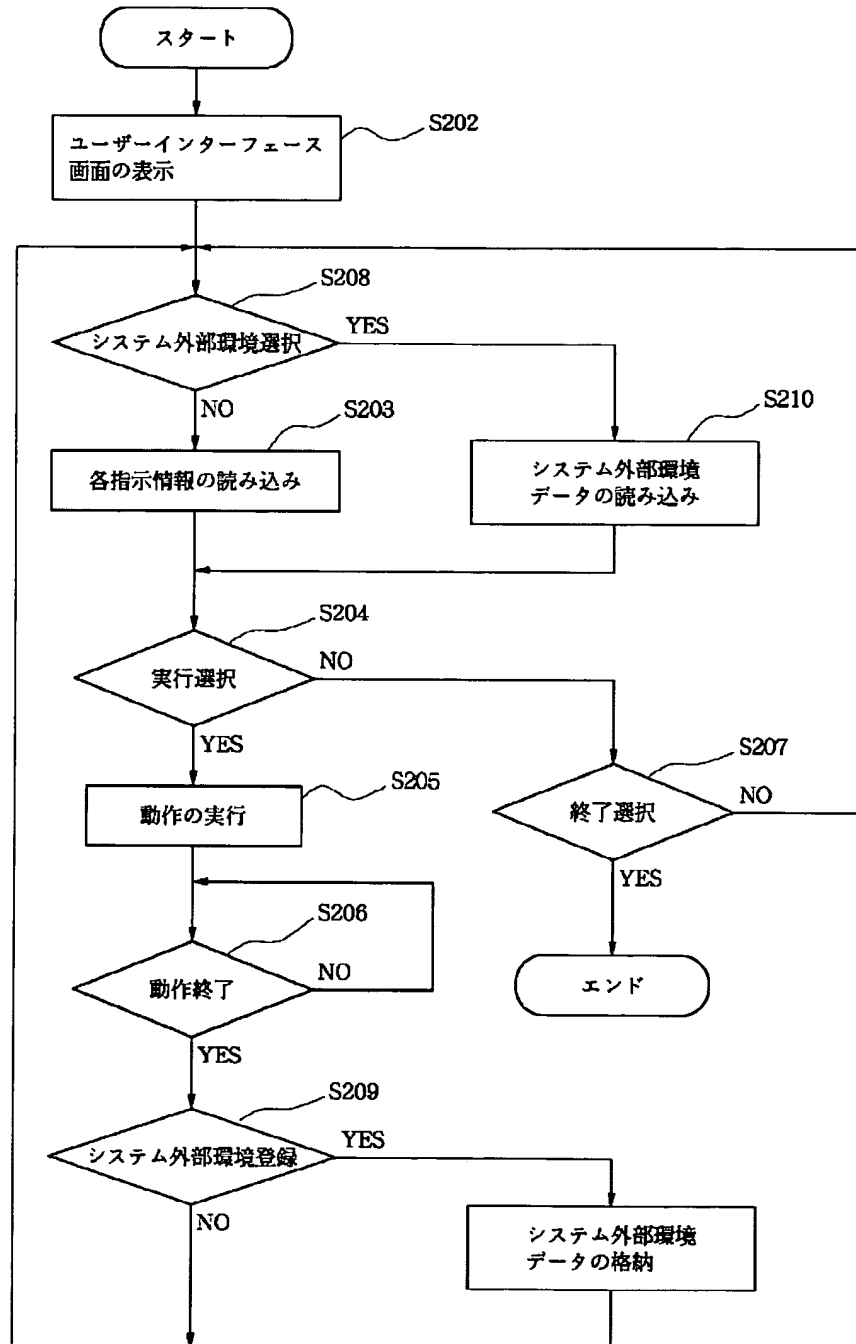 スタート
S202
ユーザーインターフェース
画面の表示
S208
システム外部環境選択
YES
NO
S203
各指示情報の読み込み
S210
システム外部環境
データの読み込み
S204
実行選択
NO
YES
S205
動作の実行
S207
終了選択
NO
YES
エンド
S206
動作終了
NO
YES
S209
システム外部環境登録
YES
NO
システム外部環境
データの格納